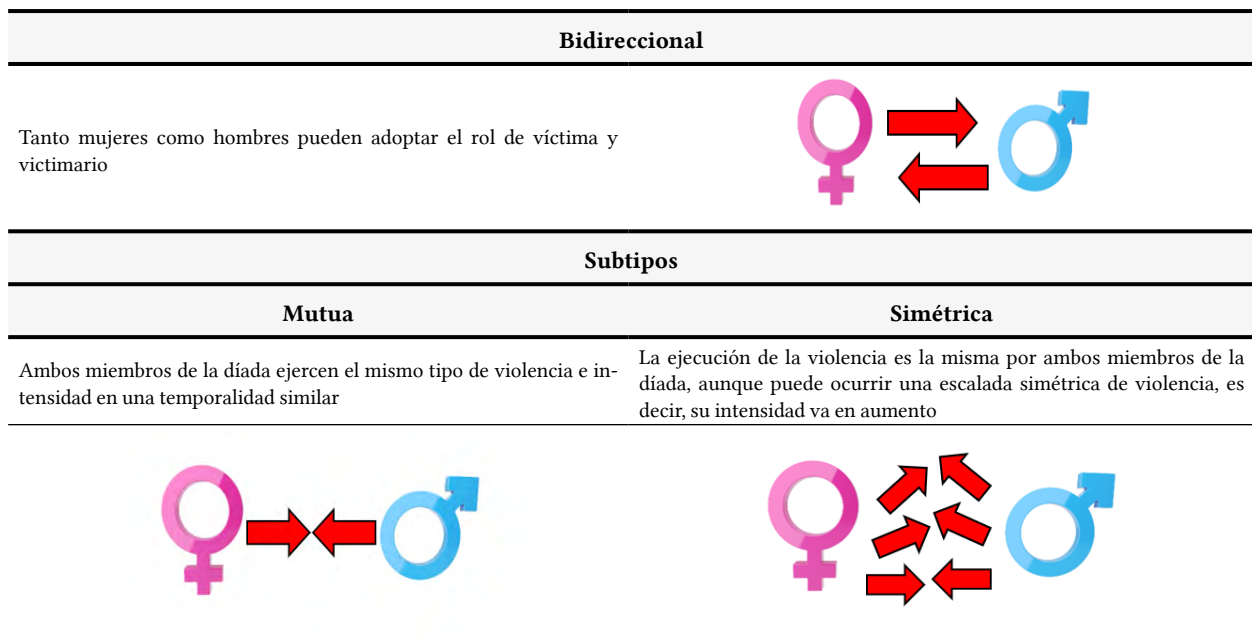 Bidireccional
Tanto mujeres como hombres pueden adoptar el rol de víctima y
victimario
Subtipos
Mutua
Simétrica
Ambos miembros de la díada ejercen el mismo tipo de violencia e in-
tensidad en una temporalidad similar
La ejecución de la violencia es la misma por ambos miembros de la
díada, aunque puede ocurrir una escalada simétrica de violencia, es
decir, su intensidad va en aumento